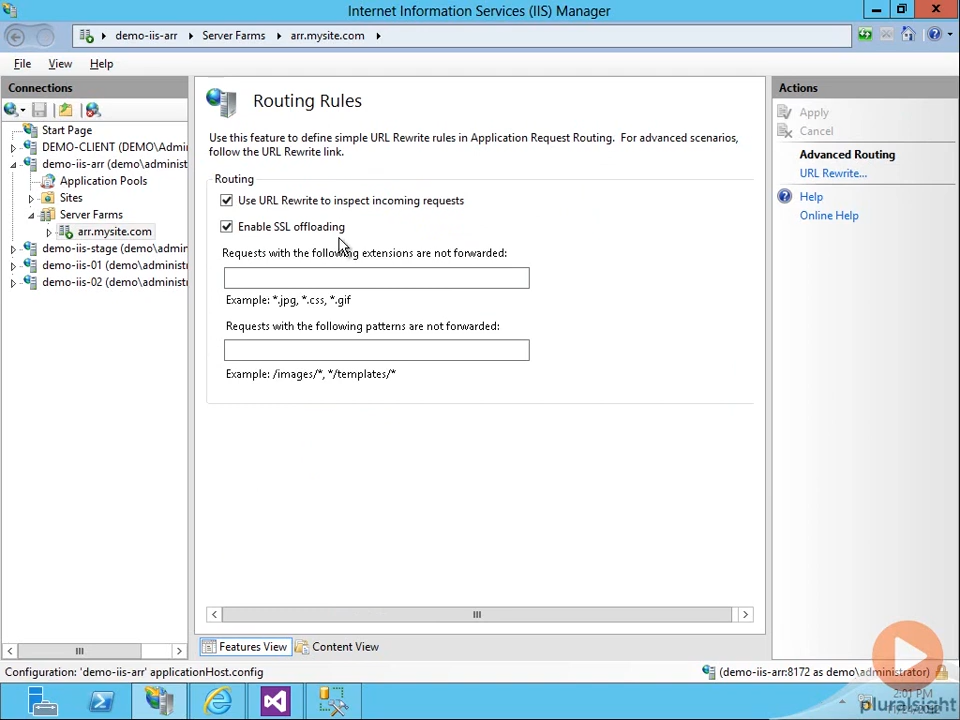 Internet Information Services (IIS) Manager
demo-iis-arr
Server Farms
arr.mysite.com
File
View
Help
Connections
Start Page
DEMO-CLIENT (DEMO\Admi
demo-iis-arr (demo\administ
Application Pools
Sites
Server Farms
arr.mysite.com
demo-iis-stage (demo\admin
demo-iis-01 (demo\administr
demo-iis-02 (demo\administr
Routing Rules
Use this feature to define simple URL Rewrite rules in Application Request Routing. For advanced scenarios,
follow the URL Rewrite link.
Routing
Use URL Rewrite to inspect incoming requests
Enable SSL offloading
Requests with the following extensions are not forwarded:
Example: *.jpg, *.css, *.gif
Requests with the following patterns are not forwarded:
Example: /images/*, */templates/*
Features View
Content View
Actions
Apply
Cancel
Advanced Routing
URL Rewrite...
Help
Online Help
Configuration: 'demo-iis-arr' applicationHost.config
(demo-iis-arr:8172 as demo\administrator)
2:01 PM
pluralsight